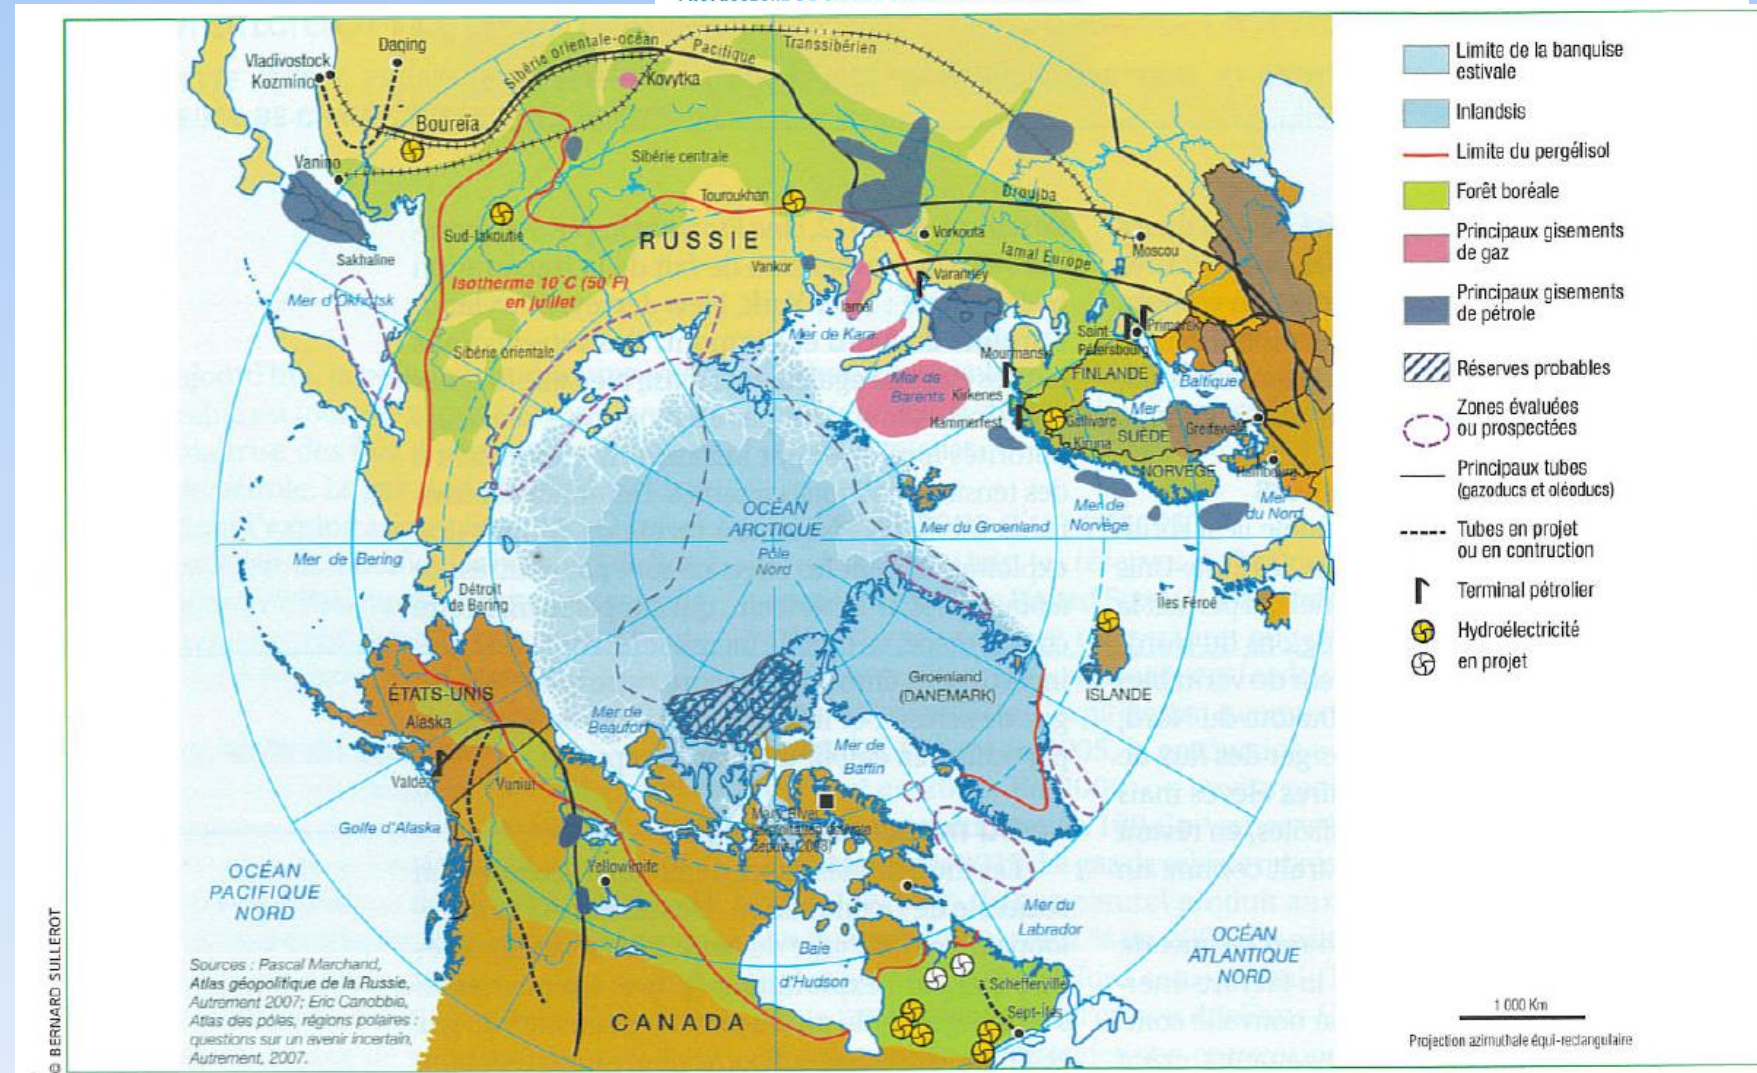 Vladivostock
Kozmino
Daqing
Sibérie orientale-océan
Pacifique
Transsibérien
Kovytka
Boureïa
Vanino
Sibérie centrale
Touroukhan
Droujba
Sud-Iakoutie
RUSSIE
Vorkouta
Moscou
Sakhaline
Vankor
Iamal Europe
Isotherme 10°C (50°F)
en juillet
Mer d'Okhotsk
Varandey
Iamal
Mer de Kara
Saint-
Pétersbourg
Primorsk
Sibérie orientale
Mourmansk
FINLANDE
Mer de
Barents
Kirkenes
Baltique
Mer
Hammerfest
Gällivare
Kiruna
SUÈDE
Greifswald
NORVÈGE
Hambourg
OCÉAN
ARCTIQUE
Pôle
Nord
Mer du Groenland
Mer de
Norvège
Mer
du Nord
Mer de Bering
Détroit
de Bering
Îles Féroé
Groenland
(DANEMARK)
ISLANDE
ÉTATS-UNIS
Alaska
Mer de
Beaufort
Mer de
Baffin
Valdez
Golfe d'Alaska
Mary River
depuis (2008)
Yellowknife
OCÉAN
PACIFIQUE
NORD
Mer du
Labrador
OCÉAN
ATLANTIQUE
NORD
Baie
d'Hudson
Schefferville
Sept-Iles
CANADA
Sources : Pascal Marchand,
Atlas géopolitique de la Russie,
Autrement 2007; Eric Canobbio,
Atlas des pôles, régions polaires :
questions sur un avenir incertain,
Autrement, 2007.
© BERNARD SULLEROT
Limite de la banquise
estivale
Inlandsis
Limite du pergélisol
Forêt boréale
Principaux gisements
de gaz
Principaux gisements
de pétrole
Réserves probables
Zones évaluées
ou prospectées
Principaux tubes
(gazoducs et oléoducs)
Tubes en projet
ou en contruction
Terminal pétrolier
Hydroélectricité
en projet
1 000 Km
Projection azimuthale équi-rectangulaire